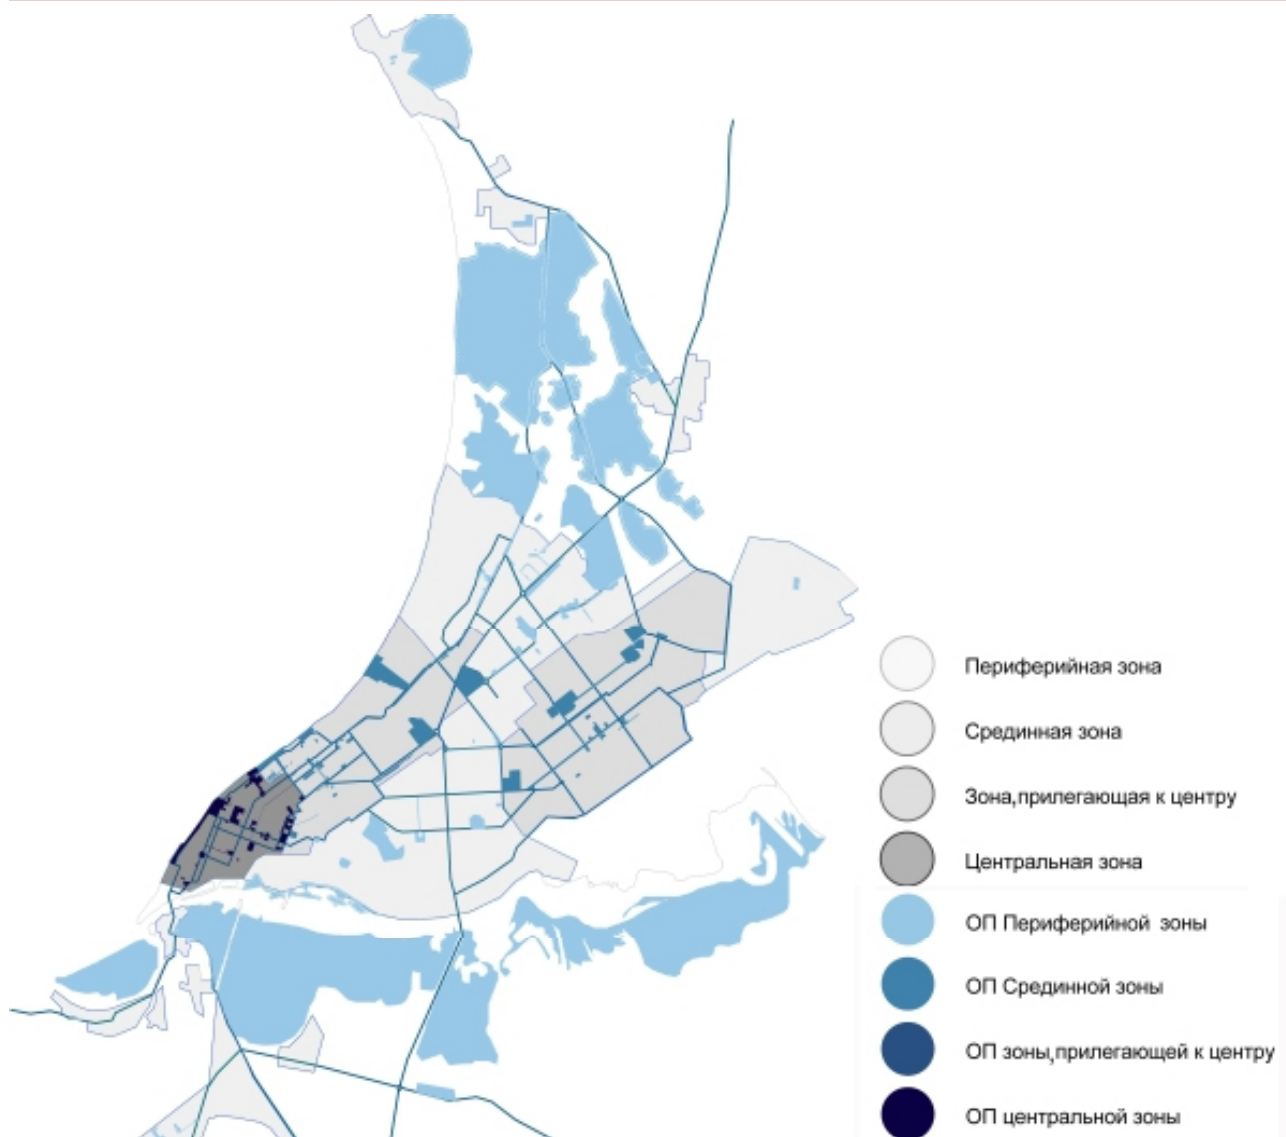 Периферийная зона
Срединная зона
Зона,прилегающая к центру
Центральная зона
ОП Периферийной зоны
ОП Срединной зоны
ОП зоны,прилегающей к центру
ОП центральной зоны